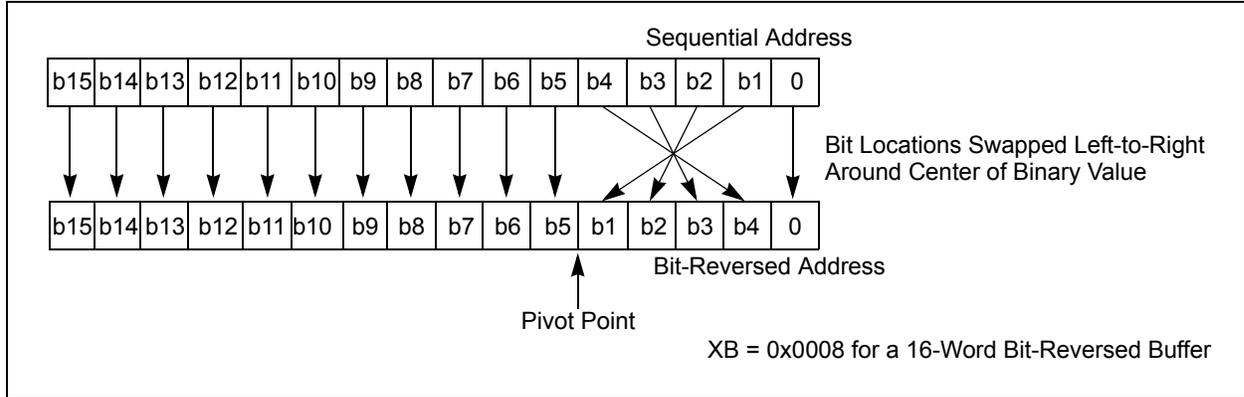 Sequential Address
b15 b14 b13 b12 b11 b10 b9 b8 b7 b6 b5 b4 b3 b2 b1 0
Bit Locations Swapped Left-to-Right
Around Center of Binary Value
b15 b14 b13 b12 b11 b10 b9 b8 b7 b6 b5 b1 b2 b3 b4 0
Bit-Reversed Address
Pivot Point
XB = 0x0008 for a 16-Word Bit-Reversed Buffer